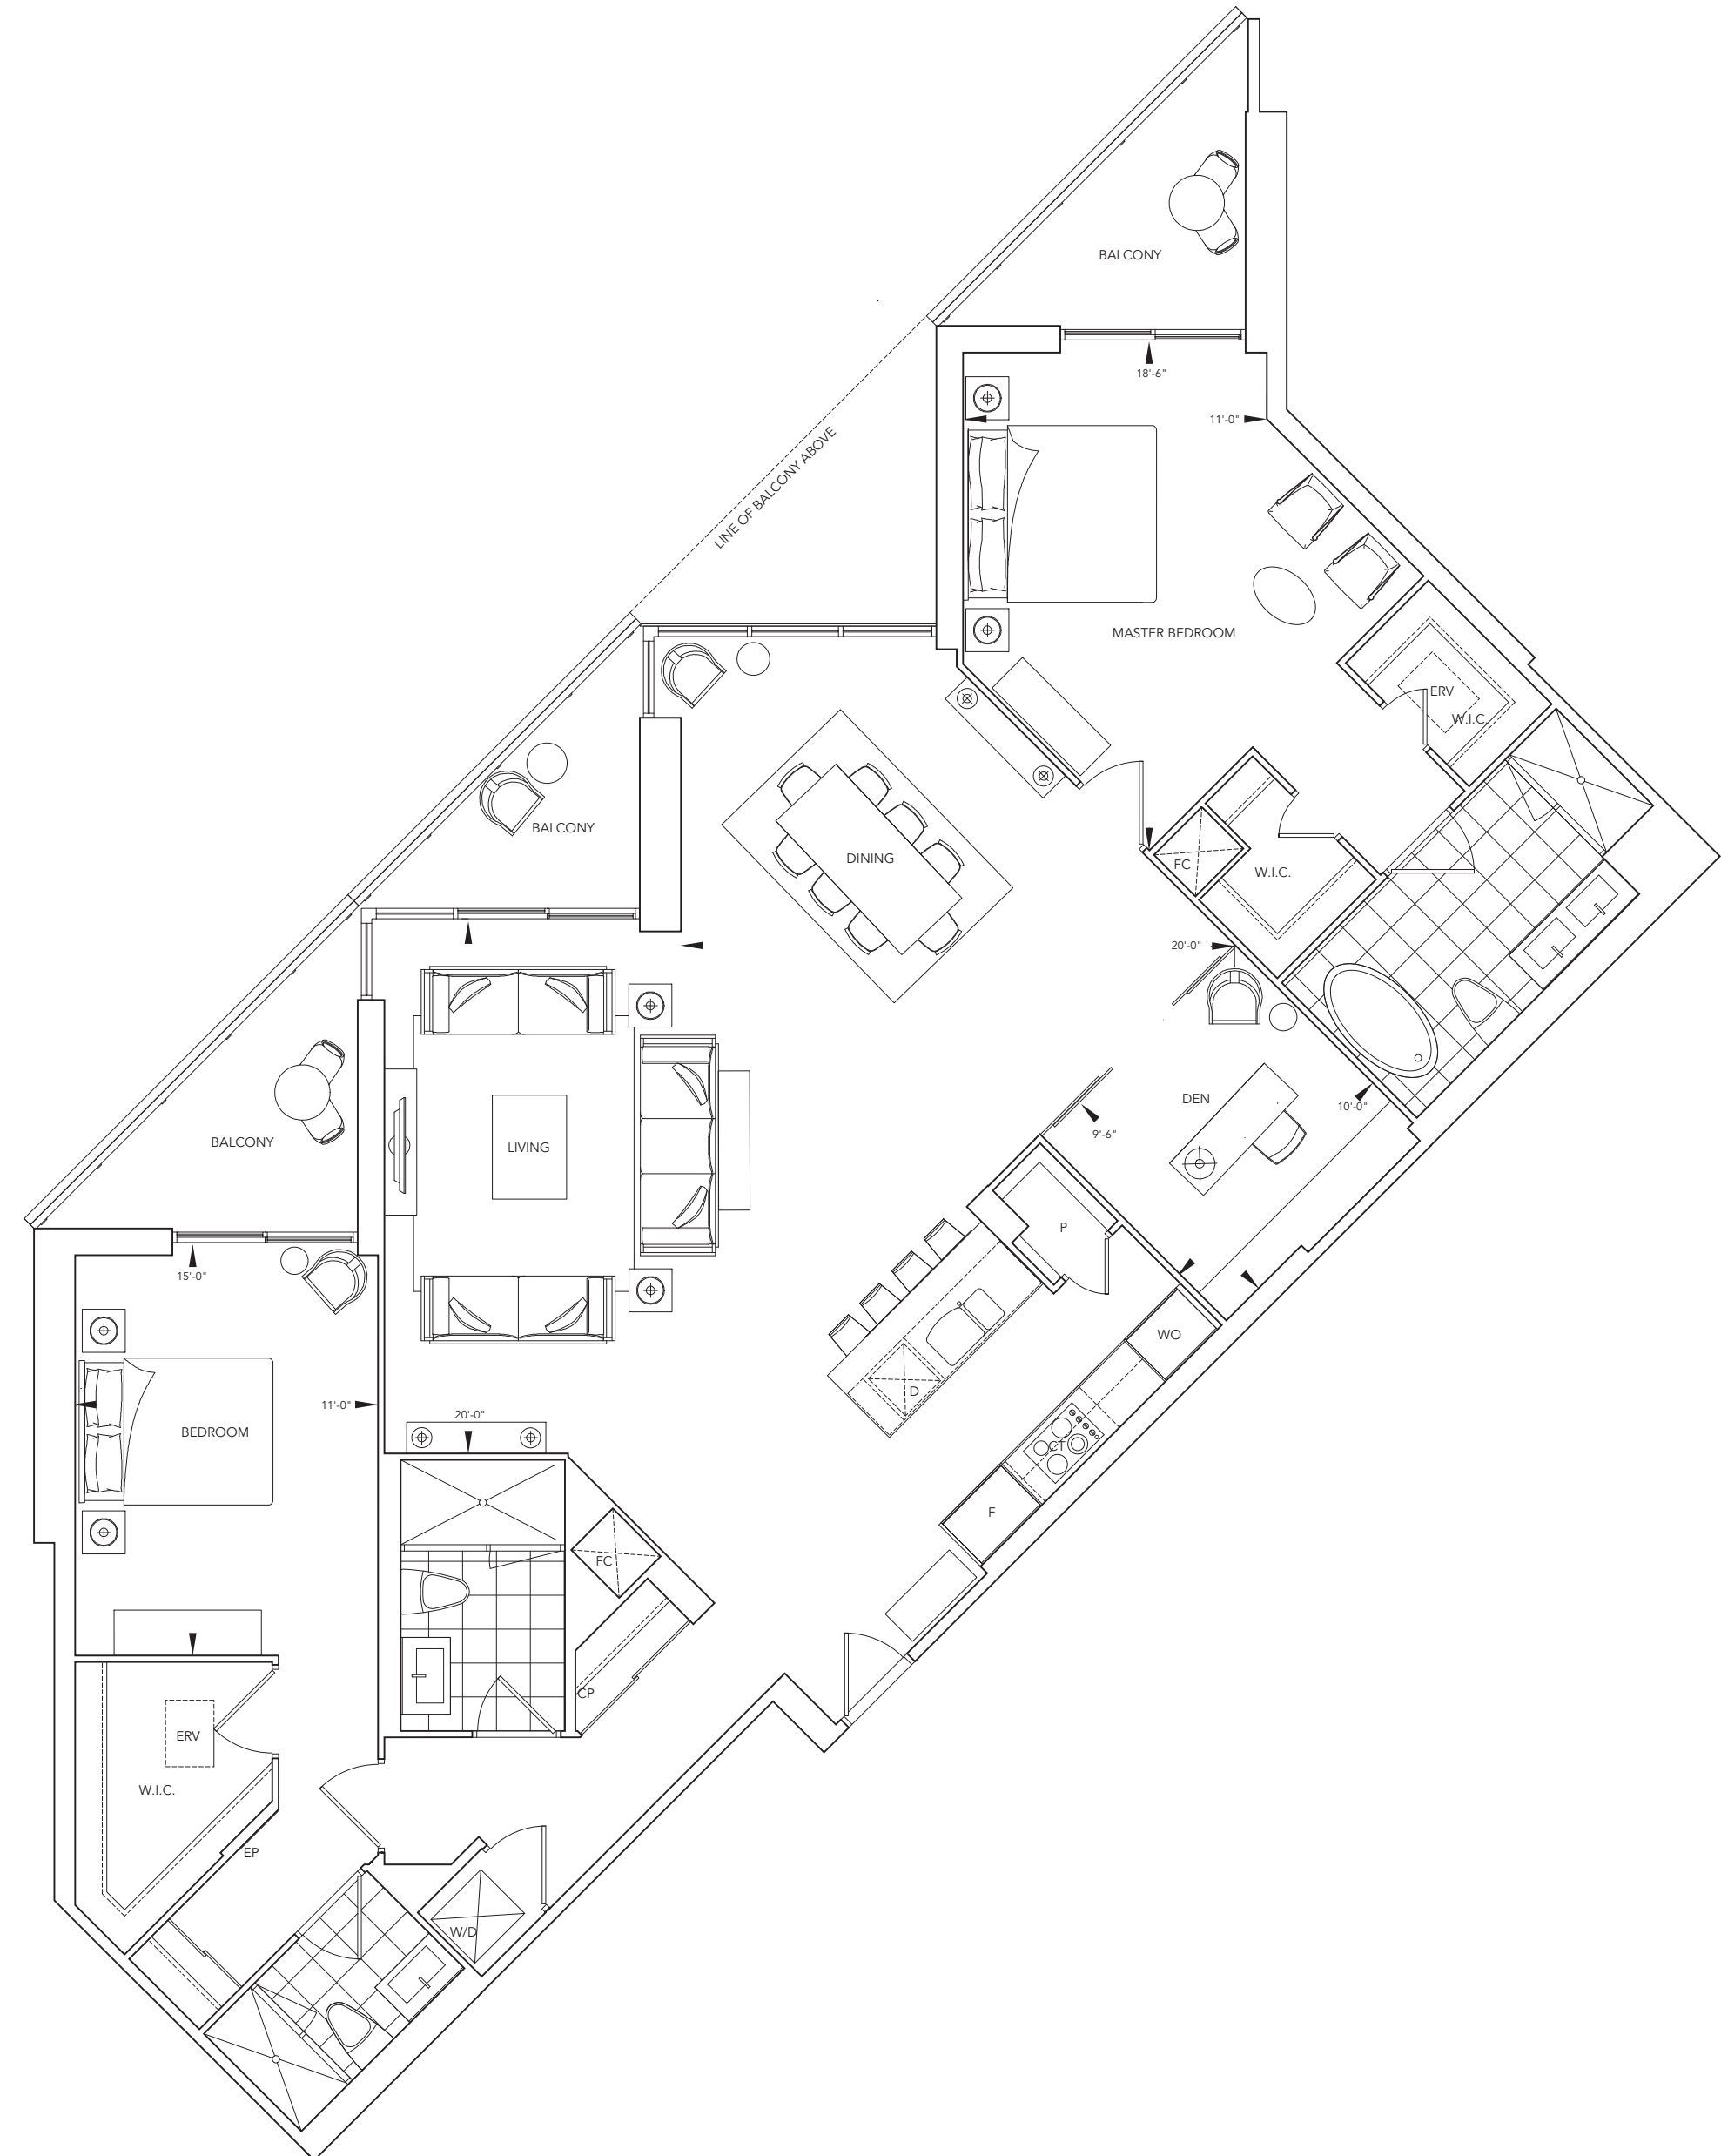 BALCONY
18'-6"
11'-0"
LINE OF BALCONY ABOVE
MASTER BEDROOM
ERV
W.I.C.
BALCONY
DINING
FC
W.I.C.
20'-0"
DEN
10'-0"
9'-6"
BALCONY
LIVING
P
15'-0"
WO
D
11'-0"
20'-0"
BEDROOM
CT
F
FC
CP
ERV
W.I.C.
EP
W/D